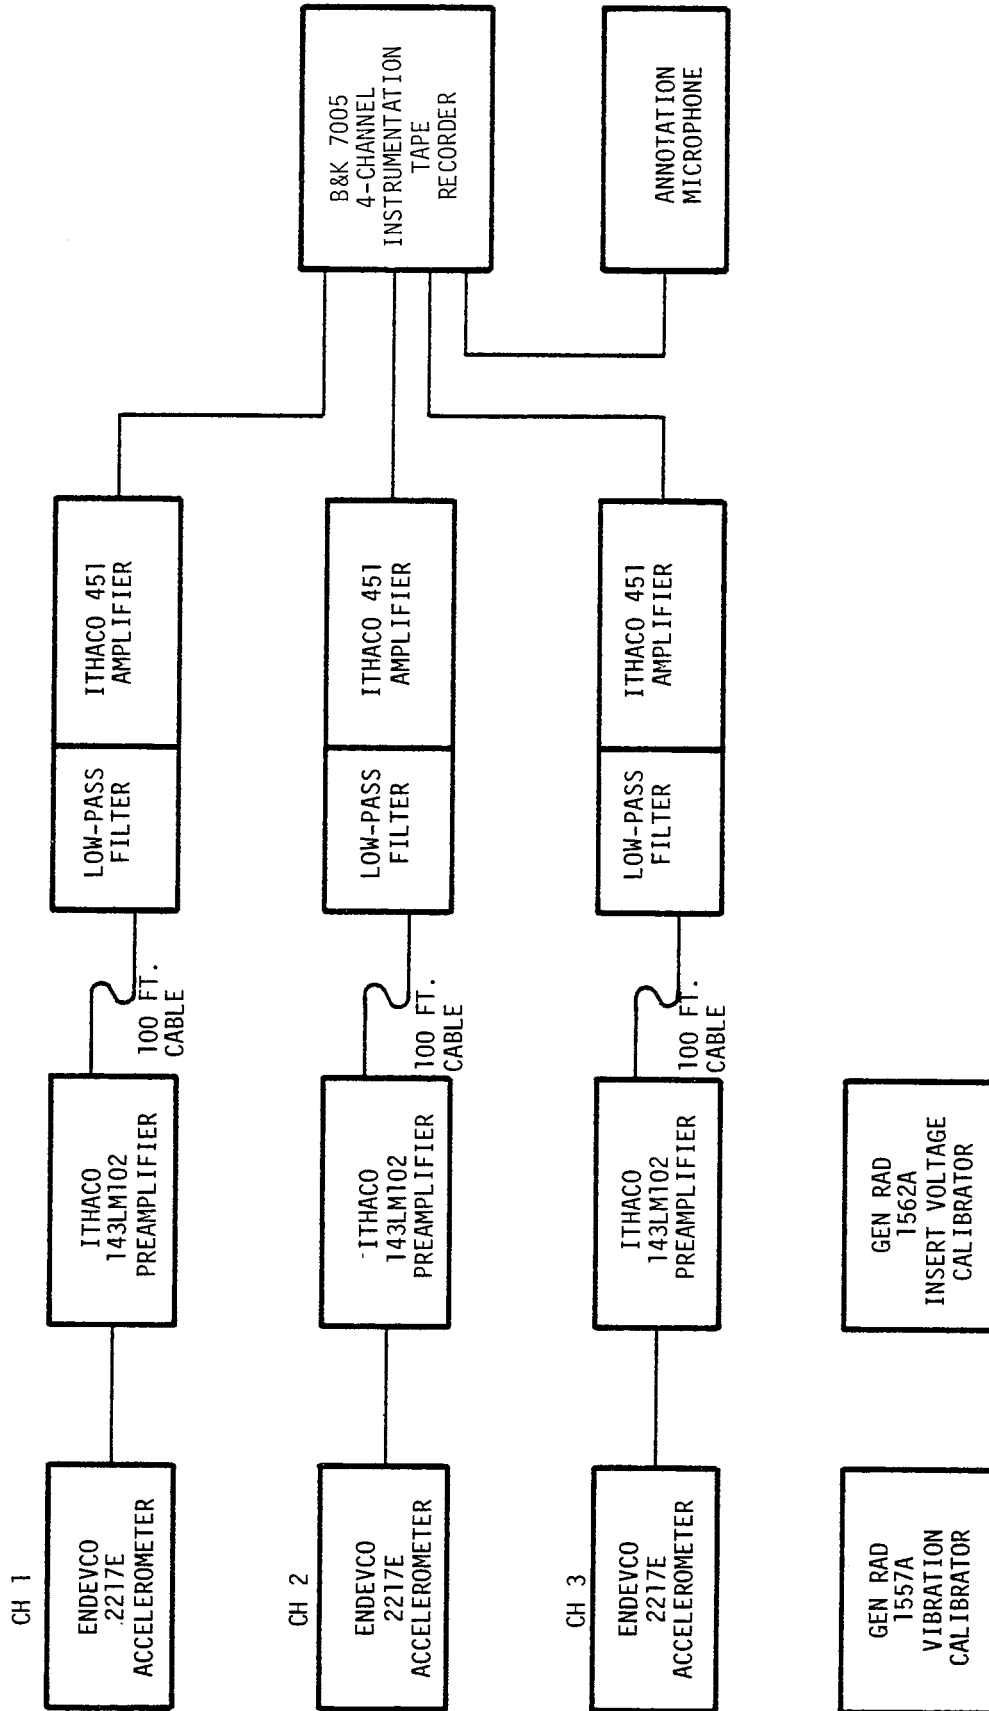 CH 1
ENDEVCO
2217E
ACCELEROMETER
ITHACO
143LM102
PREAMPLIFIER
100 FT.
CABLE
LOW-PASS
FILTER
ITHACO 451
AMPLIFIER
B&K 7005
4-CHANNEL
INSTRUMENTATION
TAPE
RECORDER
CH 2
ENDEVCO
2217E
ACCELEROMETER
ITHACO
143LM102
PREAMPLIFIER
100 FT.
CABLE
LOW-PASS
FILTER
ITHACO 451
AMPLIFIER
CH 3
ENDEVCO
2217E
ACCELEROMETER
ITHACO
143LM102
PREAMPLIFIER
100 FT.
CABLE
LOW-PASS
FILTER
ITHACO 451
AMPLIFIER
ANNOTATION
MICROPHONE
GEN RAD
1557A
VIBRATION
CALIBRATOR
GEN RAD
1562A
INSERT VOLTAGE
CALIBRATOR